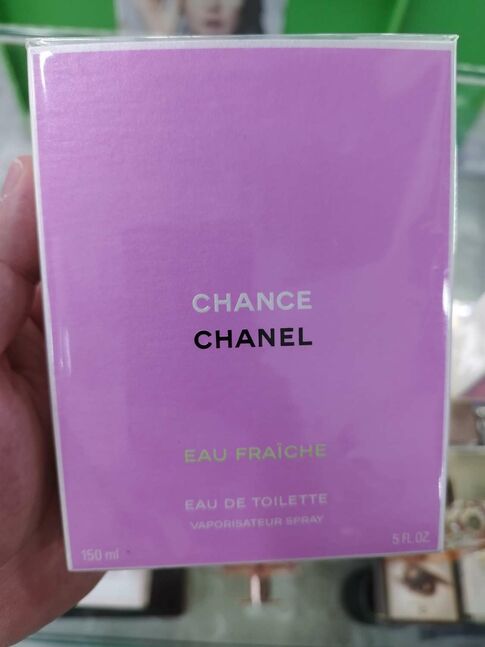 CHANCE
CHANEL
EAU FRAÎCHE
EAU DE TOILETTE
VAPORISATEUR SPRAY
150 ml
5 FL.OZ.